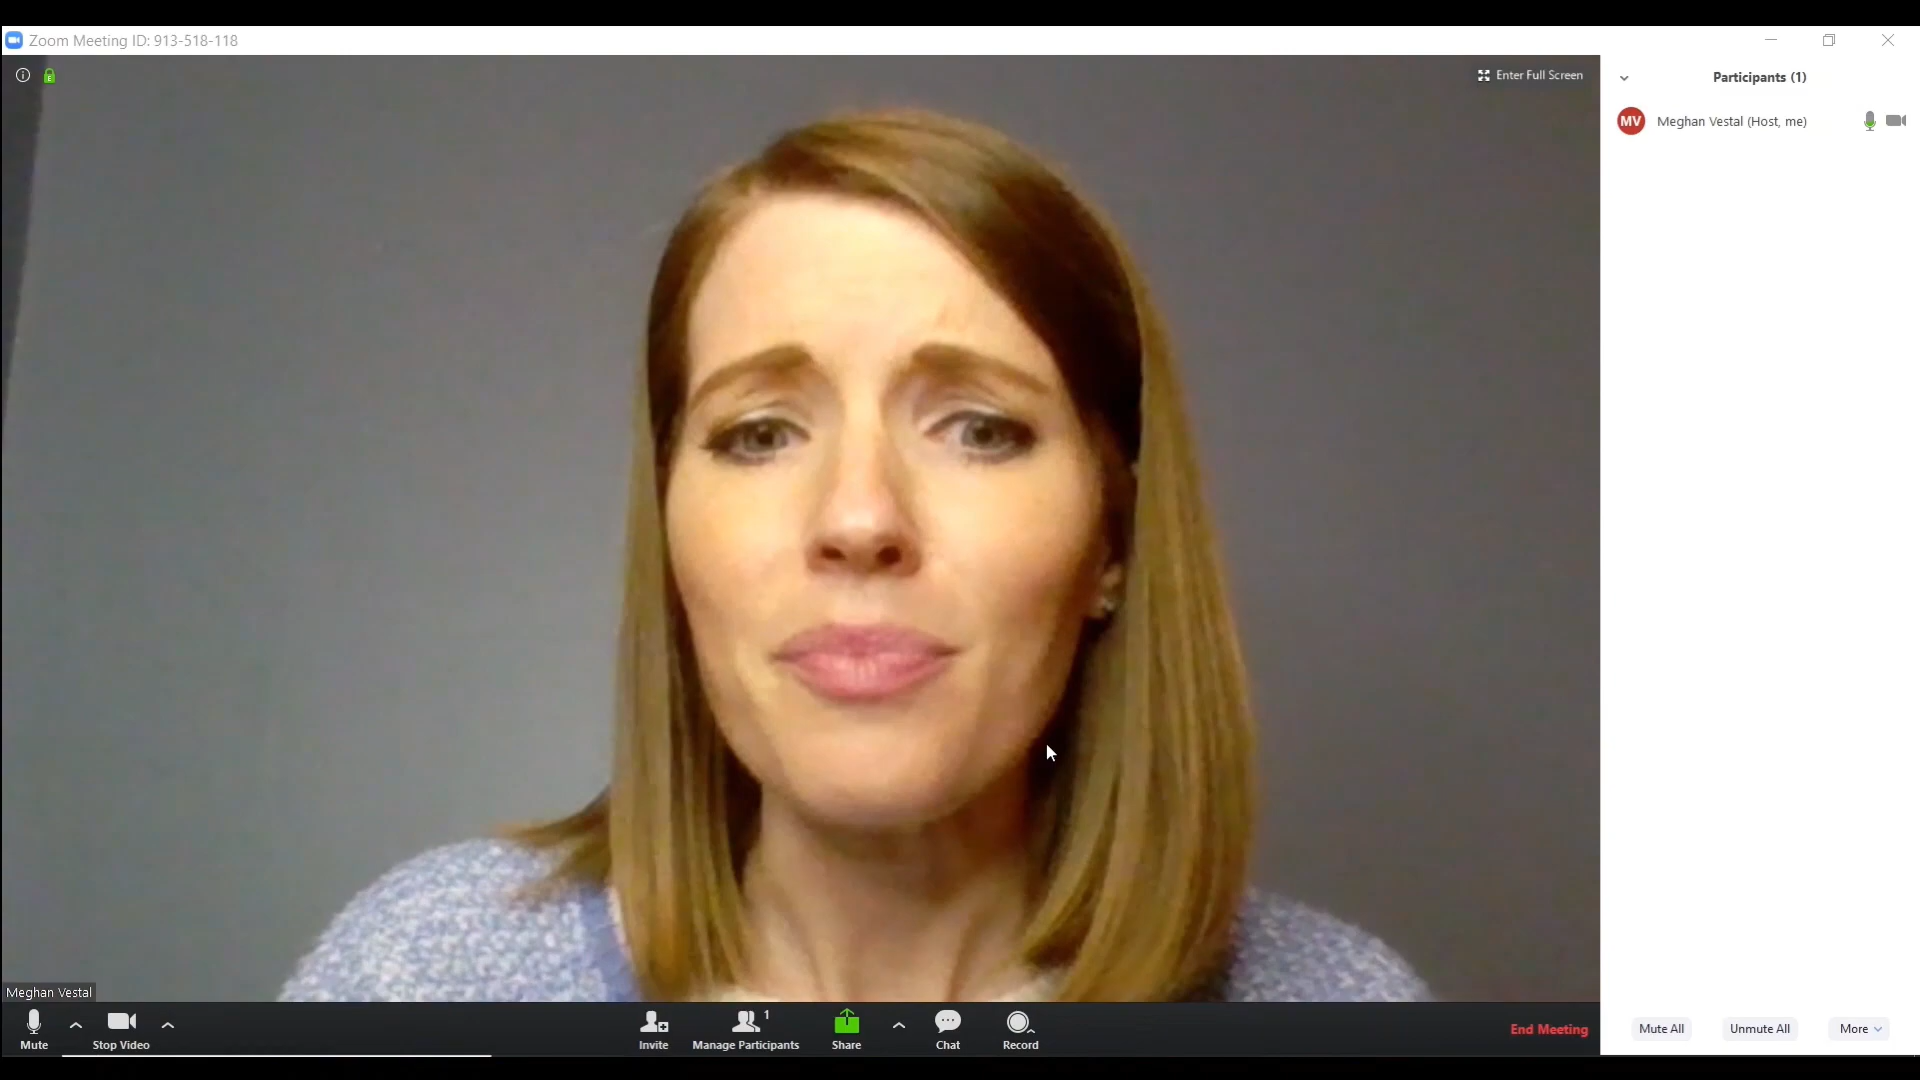 Zoom Meeting ID: 913-518-118
Enter Full Screen
Participants (1)
MV Meghan Vestal (Host, me)
Meghan Vestal
Mute
Stop Video
Invite
1
Manage Participants
Share
Chat
Record
End Meeting
Mute All
Unmute All
More